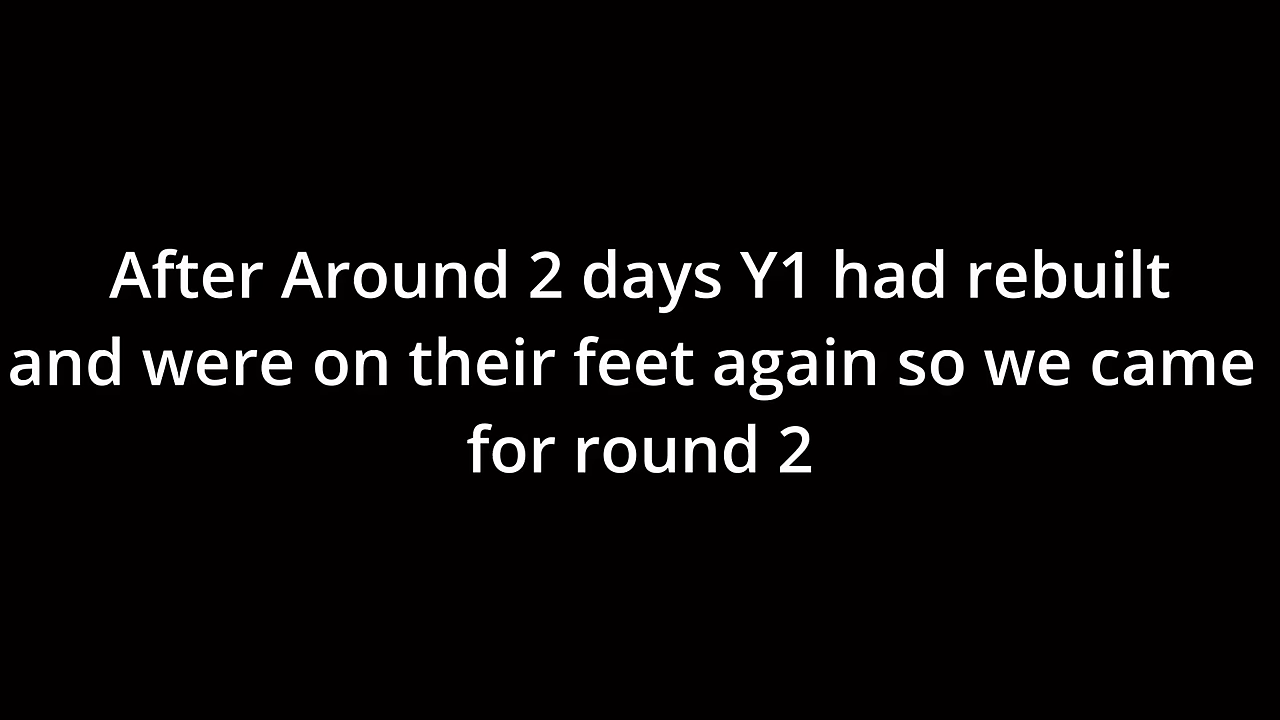 After Around 2 days Y1 had rebuilt
and were on their feet again so we came
for round 2